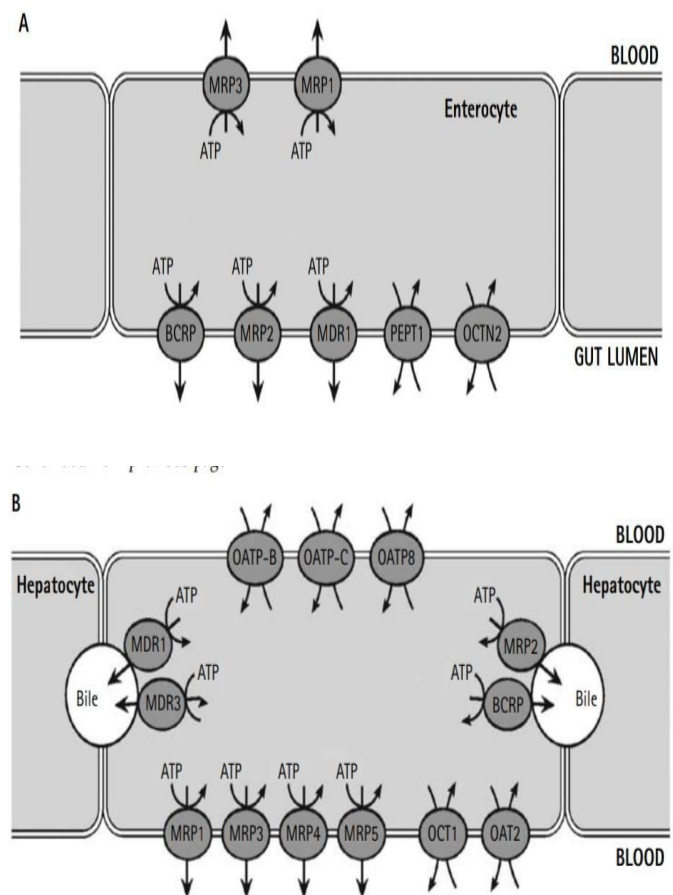 A
BLOOD
MRP3 MRP1
Enterocyte
ATP ATP
ATP ATP ATP
BCRP MRP2 MDR1 PEPT1 OCTN2
GUT LUMEN
B
BLOOD
OATP-B OATP-C OATP8
Hepatocyte Hepatocyte
ATP ATP
MDR1 MRP2
ATP ATP
Bile MDR3 BCRP Bile
ATP ATP ATP ATP
MRP1 MRP3 MRP4 MRP5 OCT1 OAT2
BLOOD